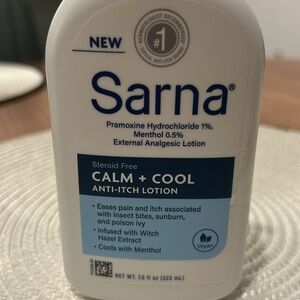 NEW
#1
Sarna®
Pramoxine Hydrochloride 1%,
Menthol 0.5%
External Analgesic Lotion
Steroid Free
CALM + COOL
ANTI-ITCH LOTION
• Eases pain and itch associated
with insect bites, sunburn,
and poison ivy
• Infused with Witch
Hazel Extract
• Cools with Menthol
Vegan
NET WT. 7.5 fl oz (222 mL)